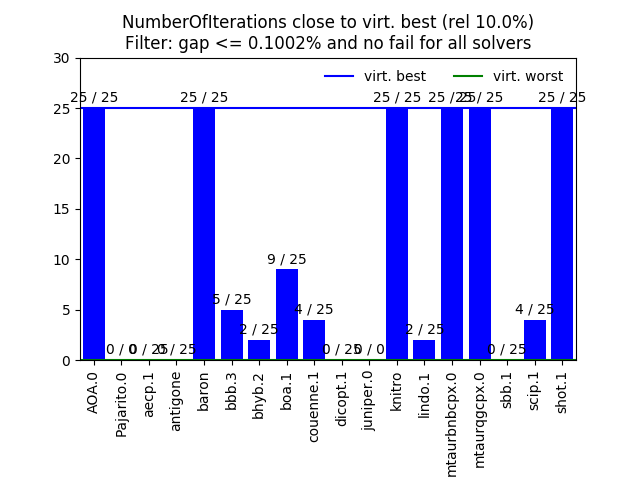 NumberOfIterations close to virt. best (rel 10.0%)
Filter: gap <= 0.1002% and no fail for all solvers
virt. best
virt. worst
30
25
20
15
10
5
0
25 / 25
0 / 0
0 / 25
0 / 25
25 / 25
5 / 25
2 / 25
9 / 25
4 / 25
0 / 25
0 / 0
25 / 25
2 / 25
25 / 25
25 / 25
0 / 25
4 / 25
25 / 25
AOA.0
Pajarito.0
aecp.1
antigone
baron
bbb.3
bhyb.2
boa.1
couenne.1
dicopt.1
juniper.0
knitro
lindo.1
mtaurbnbcpx.0
mtaurqgcpx.0
sbb.1
scip.1
shot.1